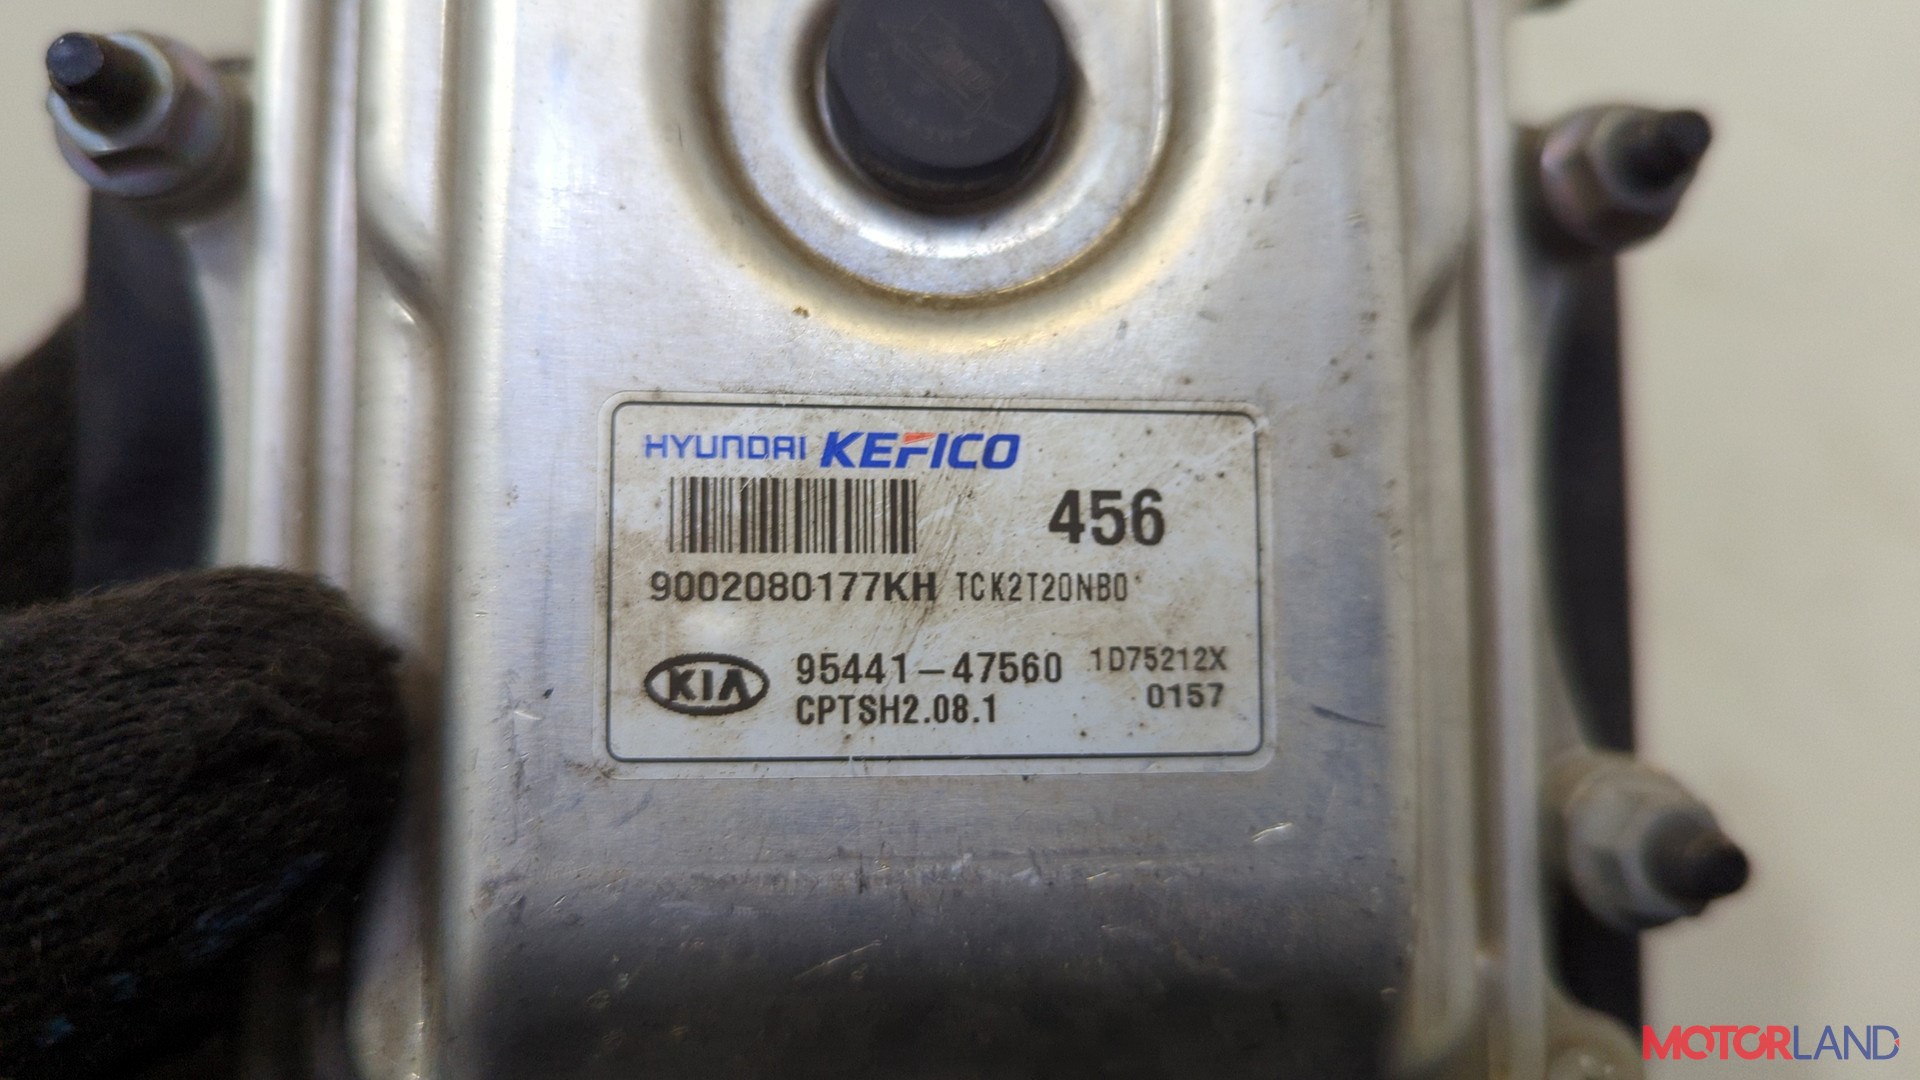 HYUNDAI KEFICO
456
9002080177KH TCK2T20NB0
KIA 95441-47560 1D75212X
CPTSH2.08.1 0157
MOTORLAND